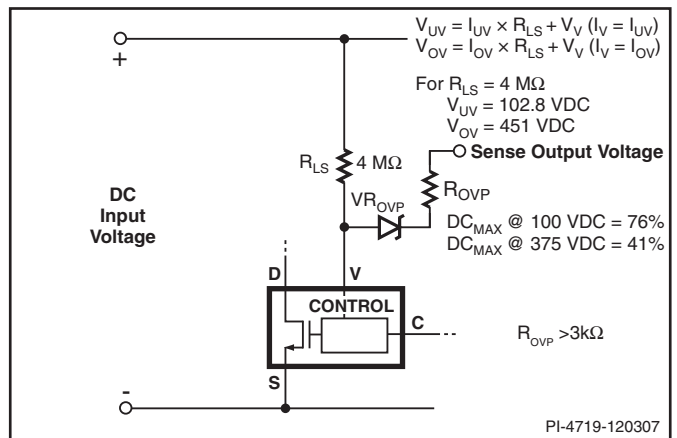 V_UV = I_UV × R_LS + V_V (I_V = I_UV)
V_OV = I_OV × R_LS + V_V (I_V = I_OV)
+
For R_LS = 4 MΩ
V_UV = 102.8 VDC
V_OV = 451 VDC
Sense Output Voltage
R_LS 4 MΩ
R_OVP
VR_OVP
DC
Input
Voltage
DC_MAX @ 100 VDC = 76%
DC_MAX @ 375 VDC = 41%
D V
CONTROL
C
R_OVP >3kΩ
S
-
PI-4719-120307